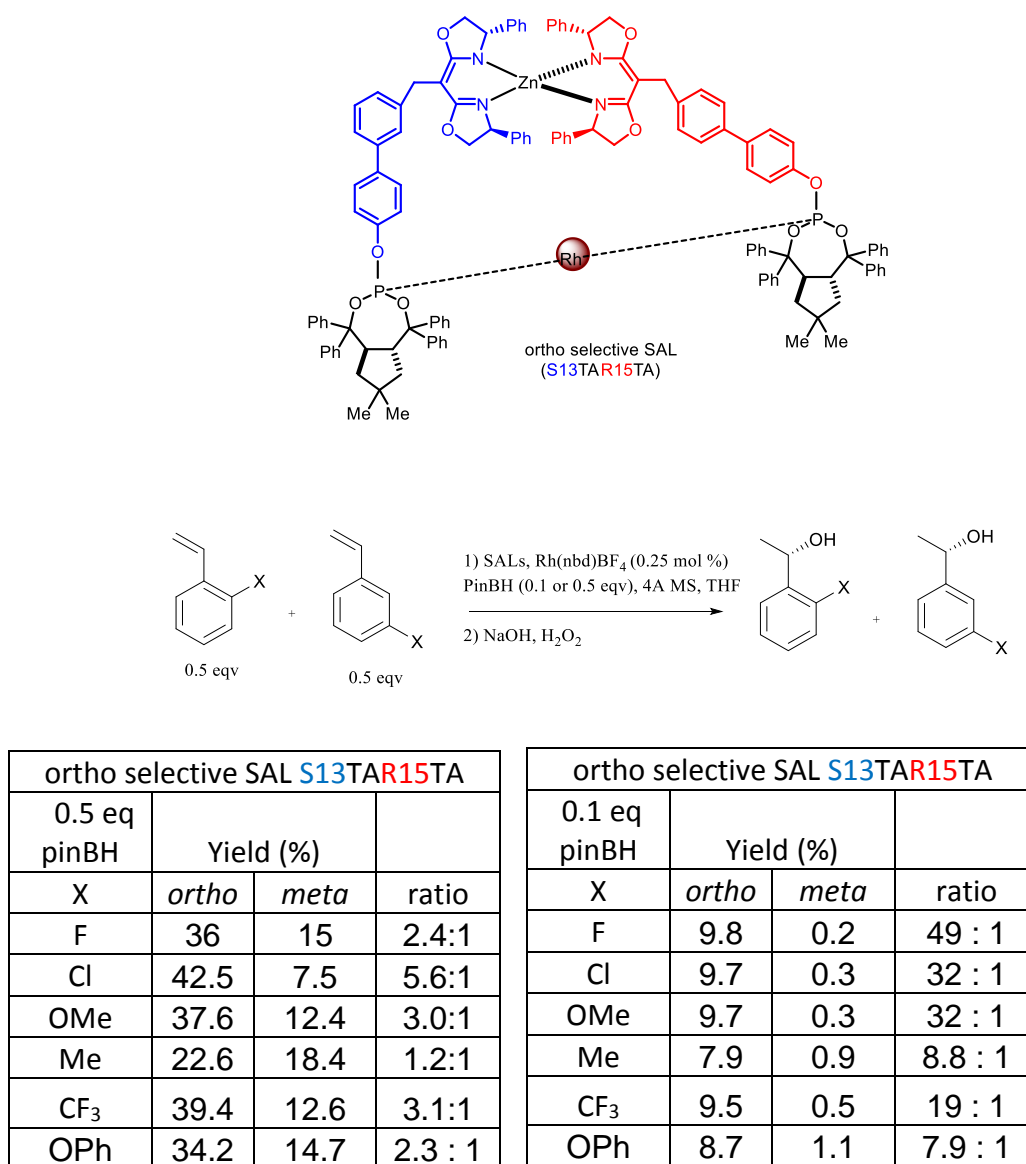 O Ph Ph O
N N
Zn
N N
O Ph Ph O
O
O
P
O O
Ph Ph
Ph Ph
Rh
P
O O
Ph Ph
Ph Ph
Me Me
Me Me
ortho selective SAL
(S13TAR15TA)
X
0.5 eqv
+
X
0.5 eqv
1) SALs, Rh(nbd)BF4 (0.25 mol %)
PinBH (0.1 or 0.5 eqv), 4A MS, THF
2) NaOH, H2O2
OH
X
+
OH
X
ortho selective SAL S13TAR15TA
0.5 eq
pinBH Yield (%)
X ortho meta ratio
F 36 15 2.4:1
Cl 42.5 7.5 5.6:1
OMe 37.6 12.4 3.0:1
Me 22.6 18.4 1.2:1
CF3 39.4 12.6 3.1:1
OPh 34.2 14.7 2.3 : 1
ortho selective SAL S13TAR15TA
0.1 eq
pinBH Yield (%)
X ortho meta ratio
F 9.8 0.2 49 : 1
Cl 9.7 0.3 32 : 1
OMe 9.7 0.3 32 : 1
Me 7.9 0.9 8.8 : 1
CF3 9.5 0.5 19 : 1
OPh 8.7 1.1 7.9 : 1